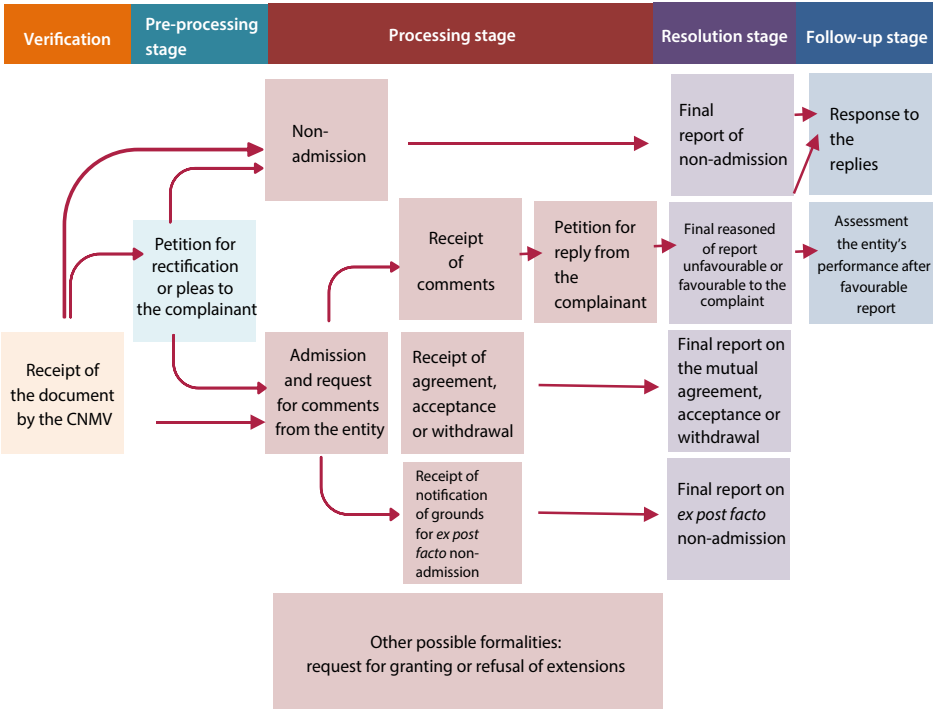 Verification
Pre-processing
stage
Processing stage
Resolution stage
Follow-up stage
Non-
admission
Final
report of
non-admission
Response to
the
replies
Petition for
rectification
or pleas to
the complainant
Receipt
of
comments
Petition for
reply from
the
complainant
Final reasoned
of report
unfavourable or
favourable to the
complaint
Assessment
the entity's
performance after
favourable
report
Receipt of
the document
by the CNMV
Admission
and request
for comments
from the entity
Receipt of
agreement,
acceptance
or withdrawal
Final report on
the mutual
agreement,
acceptance or
withdrawal
Receipt of
notification
of grounds
for ex post
facto non-
admission
Final report on
ex post facto
non-admission
Other possible formalities:
request for granting or refusal of extensions